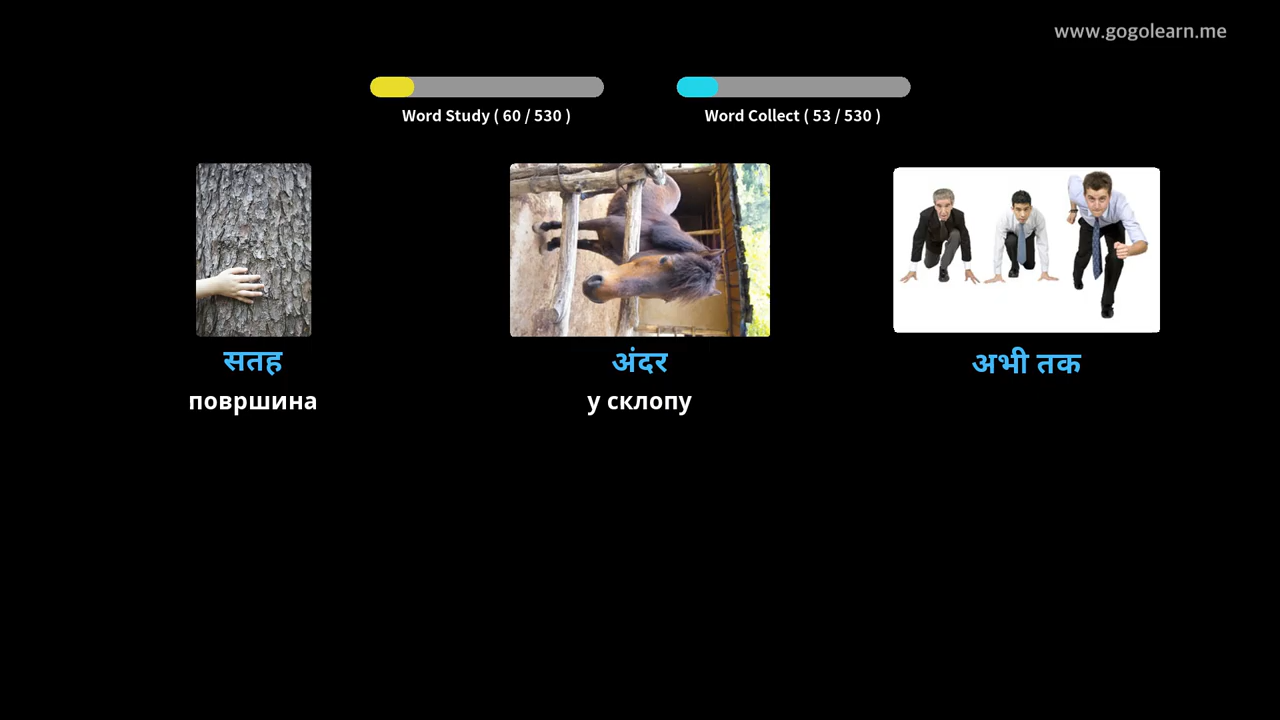 www.gogolearn.me
Word Study ( 60 / 530 )
Word Collect ( 53 / 530 )
सतह
површина
अंदर
у склопу
अभी तक